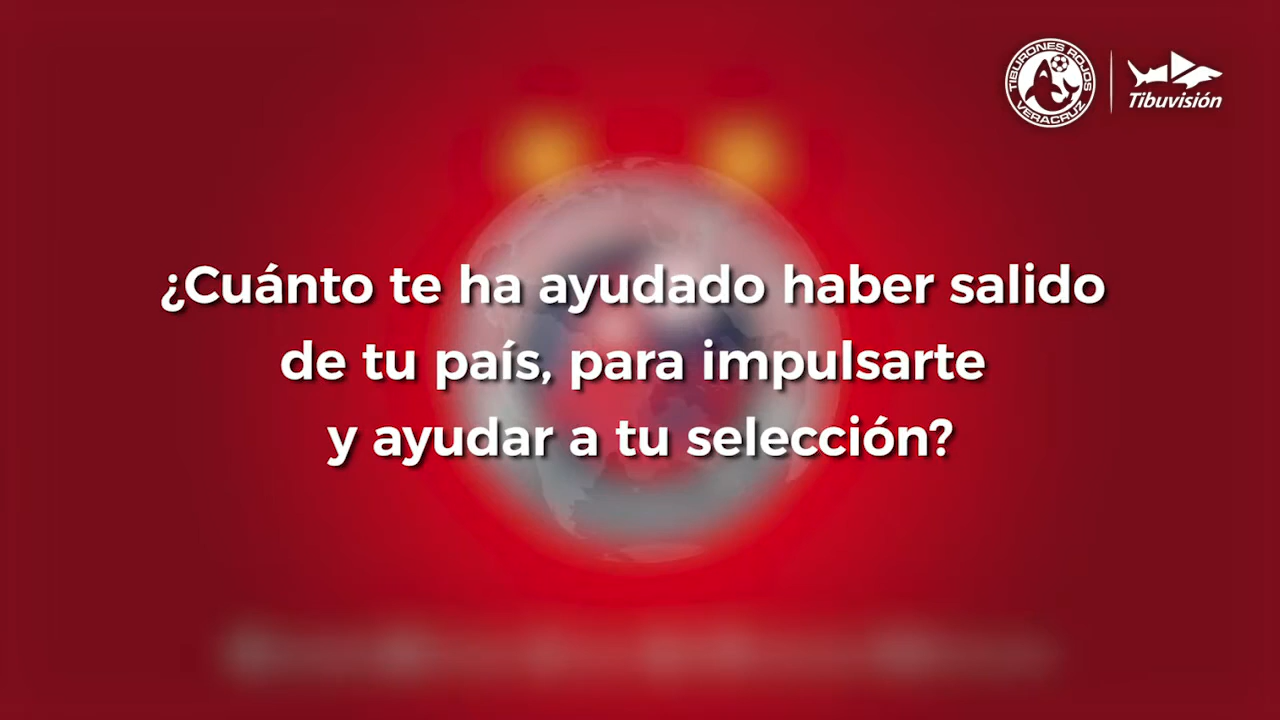 TIBURONES ROJOS
VERACRUZ
Tibuvisión
¿Cuánto te ha ayudado haber salido
de tu país, para impulsarte
y ayudar a tu selección?